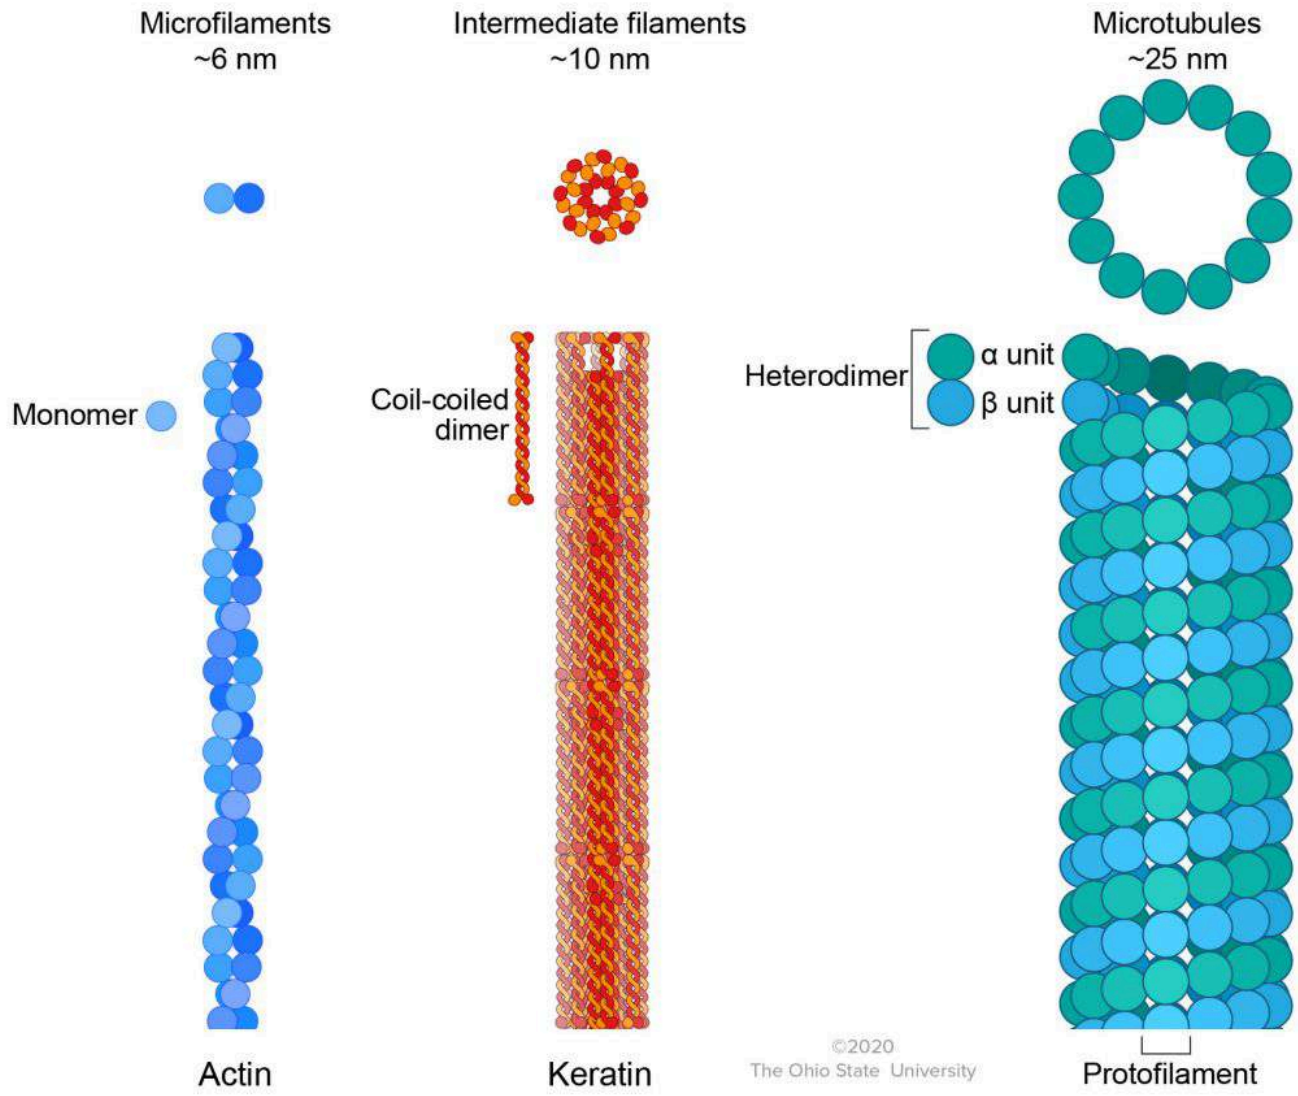 Microfilaments
~6 nm
Intermediate filaments
~10 nm
Microtubules
~25 nm
Monomer
Coil-coiled
dimer
Heterodimer
α unit
β unit
Actin
Keratin
©2020
The Ohio State University
Protofilament